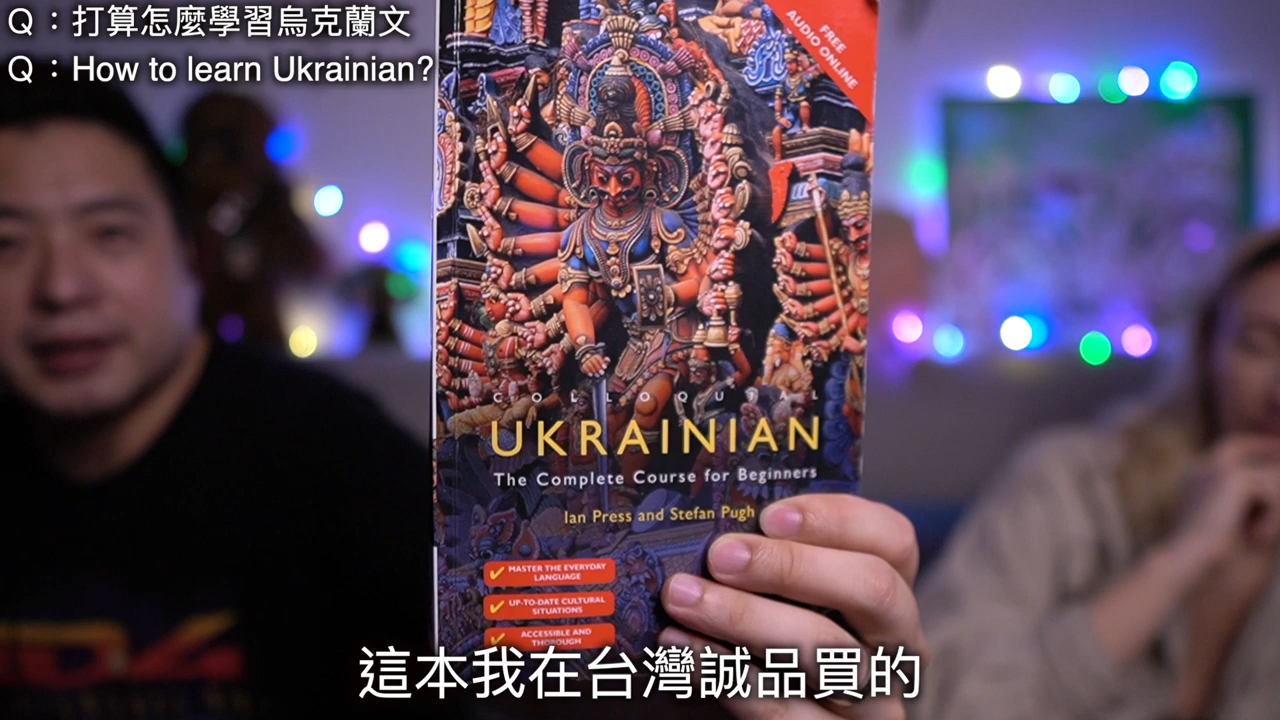 Q：打算怎麼學習烏克蘭文
Q：How to learn Ukrainian?
FREE
AUDIO ONLINE
COLLOQUIAL
UKRAINIAN
The Complete Course for Beginners
Ian Press and Stefan Pugh
MASTER THE EVERYDAY
LANGUAGE
UP-TO-DATE CULTURAL
SITUATIONS
ACCESSIBLE AND
THOROUGH
這本我在台灣誠品買的